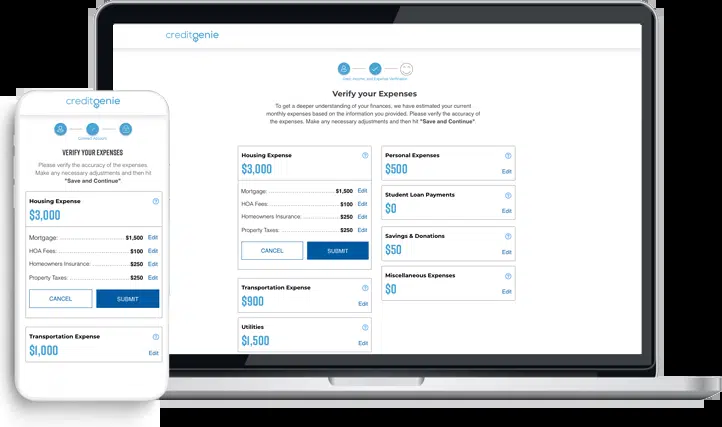 creditgenie
Verify your Expenses
To get a deeper understanding of your finances, we have estimated your current
monthly expenses based on the information you provided. Please verify the accuracy of
the expenses. Make any necessary adjustments and then hit "Save and Continue".
Housing Expense
$3,000
Mortgage: $1,500 Edit
HOA Fees: $100 Edit
Homeowners Insurance: $250 Edit
Property Taxes: $250 Edit
CANCEL SUBMIT
Transportation Expense
$900
Edit
Utilities
$1,500
Edit
Personal Expenses
$500
Edit
Student Loan Payments
$0
Edit
Savings & Donations
$50
Edit
Miscellaneous Expenses
$0
Edit
creditgenie
VERIFY YOUR EXPENSES
Please verify the accuracy of the expenses.
Make any necessary adjustments and then hit
"Save and Continue"
Housing Expense
$3,000
Mortgage: $1,500 Edit
HOA Fees: $100 Edit
Homeowners Insurance: $250 Edit
Property Taxes: $250 Edit
CANCEL SUBMIT
Transportation Expense
$1,000
Edit